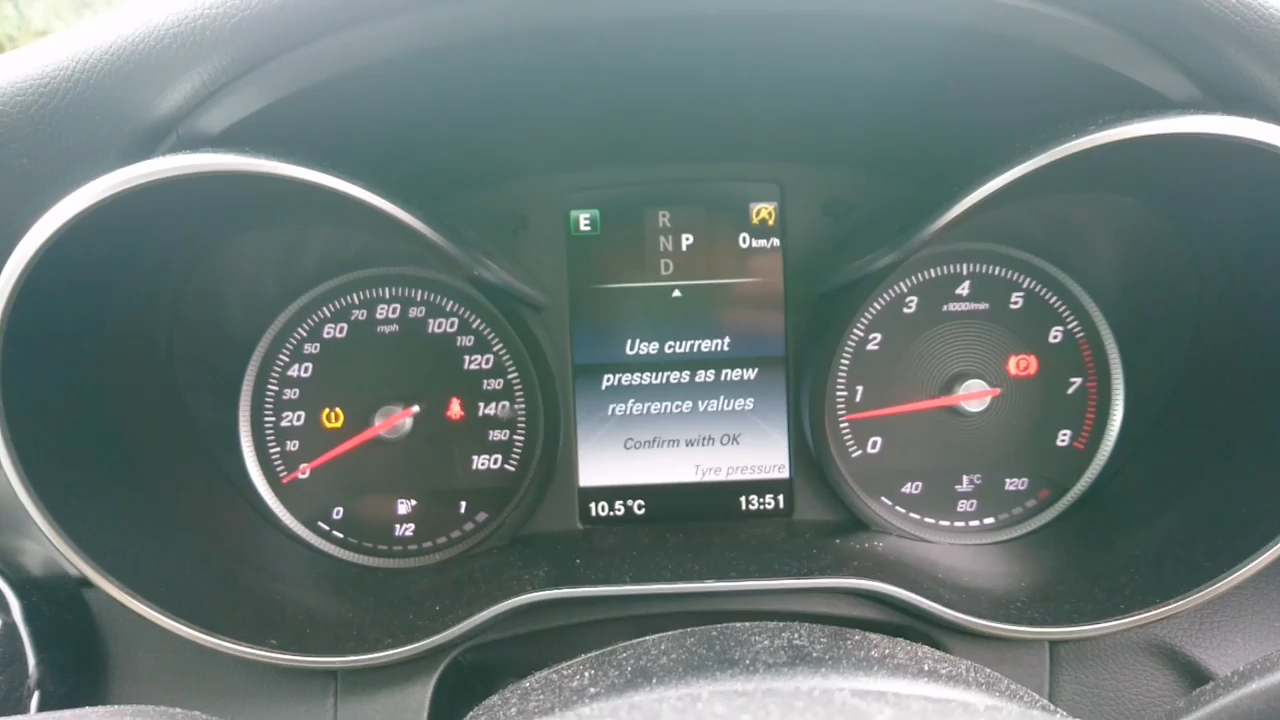 E
R
N P
D
0 km/h
Use current
pressures as new
reference values
Confirm with OK
Tyre pressure
10.5°C
13:51
0
10
20
30
40
50
60
70
80
90
100
110
120
130
140
150
160
mph
0
1/2
1
0
1
2
3
4
5
6
7
8
x1000/min
P
40
80
120
°C